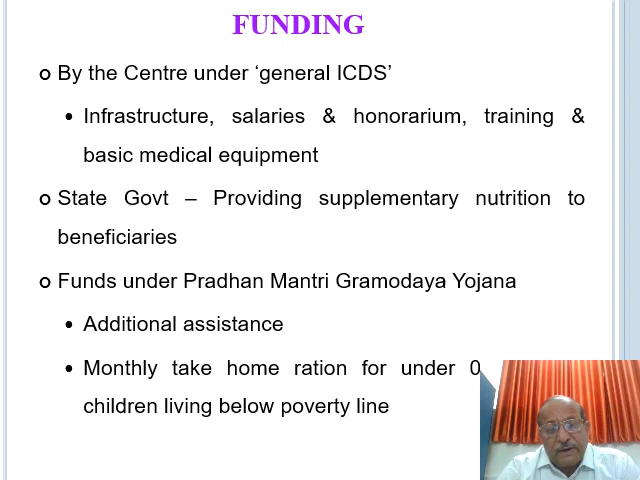 FUNDING
By the Centre under ‘general ICDS’
Infrastructure, salaries & honorarium, training &
basic medical equipment
State Govt – Providing supplementary nutrition to
beneficiaries
Funds under Pradhan Mantri Gramodaya Yojana
Additional assistance
Monthly take home ration for under 0
children living below poverty line